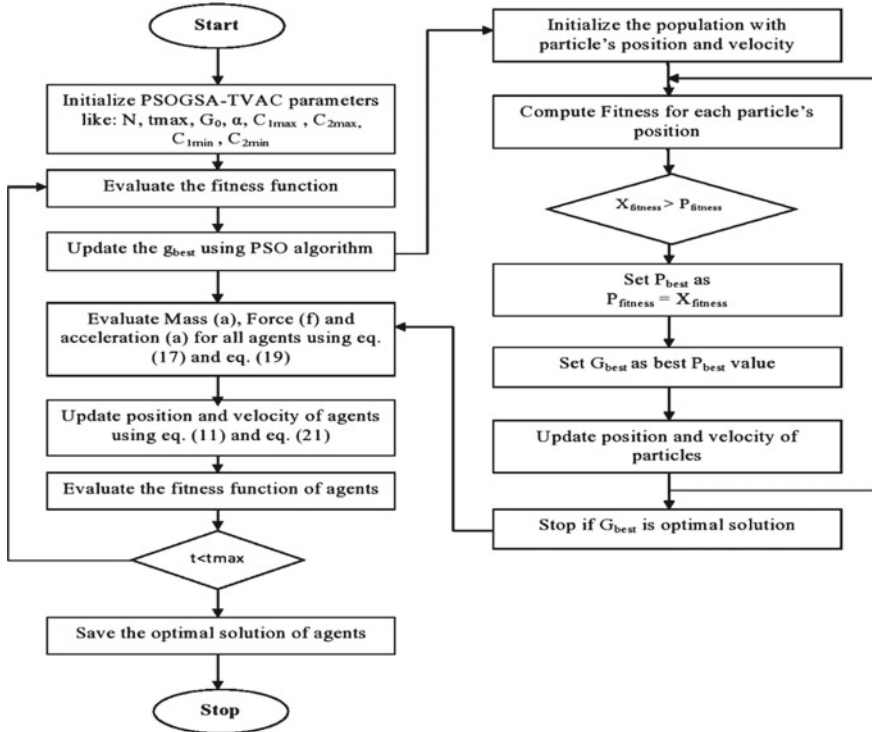 Start
Initialize PSOGSA-TVAC parameters
like: N, tmax, G₀, α, C₁max , C₂max,
C₁min , C₂min
Evaluate the fitness function
Update the gbest using PSO algorithm
Evaluate Mass (a), Force (f) and
acceleration (a) for all agents using eq.
(17) and eq. (19)
Update position and velocity of agents
using eq. (11) and eq. (21)
Evaluate the fitness function of agents
t<tmax
Save the optimal solution of agents
Stop
Initialize the population with
particle's position and velocity
Compute Fitness for each particle's
position
Xfitness > Pfitness
Set Pbest as
Pfitness = Xfitness
Set Gbest as best Pbest value
Update position and velocity of
particles
Stop if Gbest is optimal solution